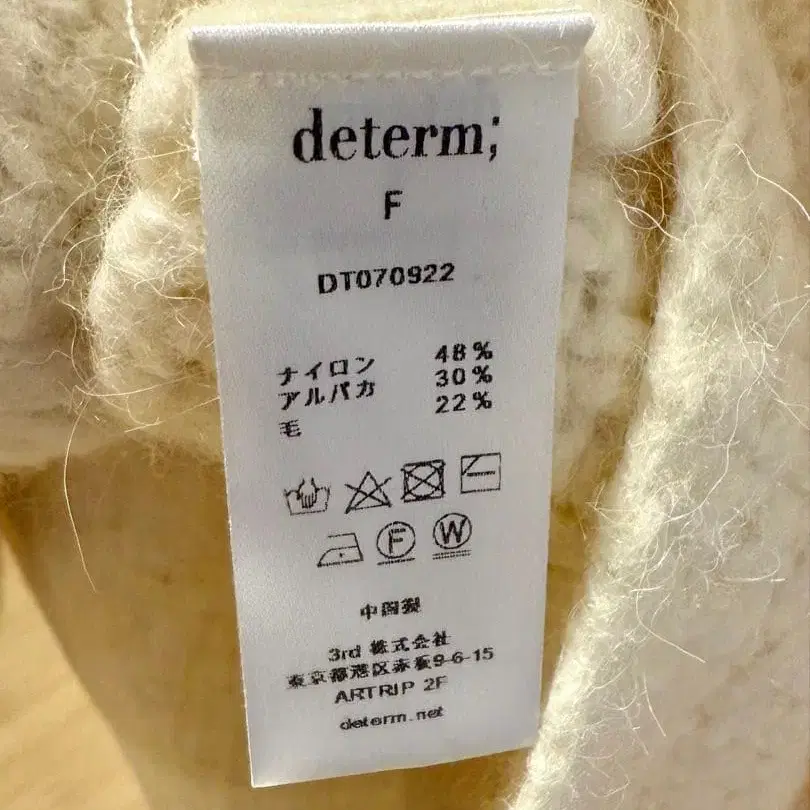 determ;
F
DT070922
ナイロン 48%
アルパカ 30%
毛 22%
F W
中国製
3rd 株式会社
東京都港区赤坂9-6-15
ARTRIP 2F
determ.net